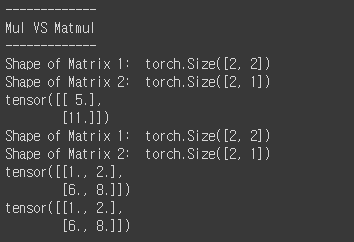 -------------
Mul VS Matmul
-------------
Shape of Matrix 1:  torch.Size([2, 2])
Shape of Matrix 2:  torch.Size([2, 1])
tensor([[ 5.],
        [11.]])
Shape of Matrix 1:  torch.Size([2, 2])
Shape of Matrix 2:  torch.Size([2, 1])
tensor([[1., 2.],
        [6., 8.]])
tensor([[1., 2.],
        [6., 8.]])